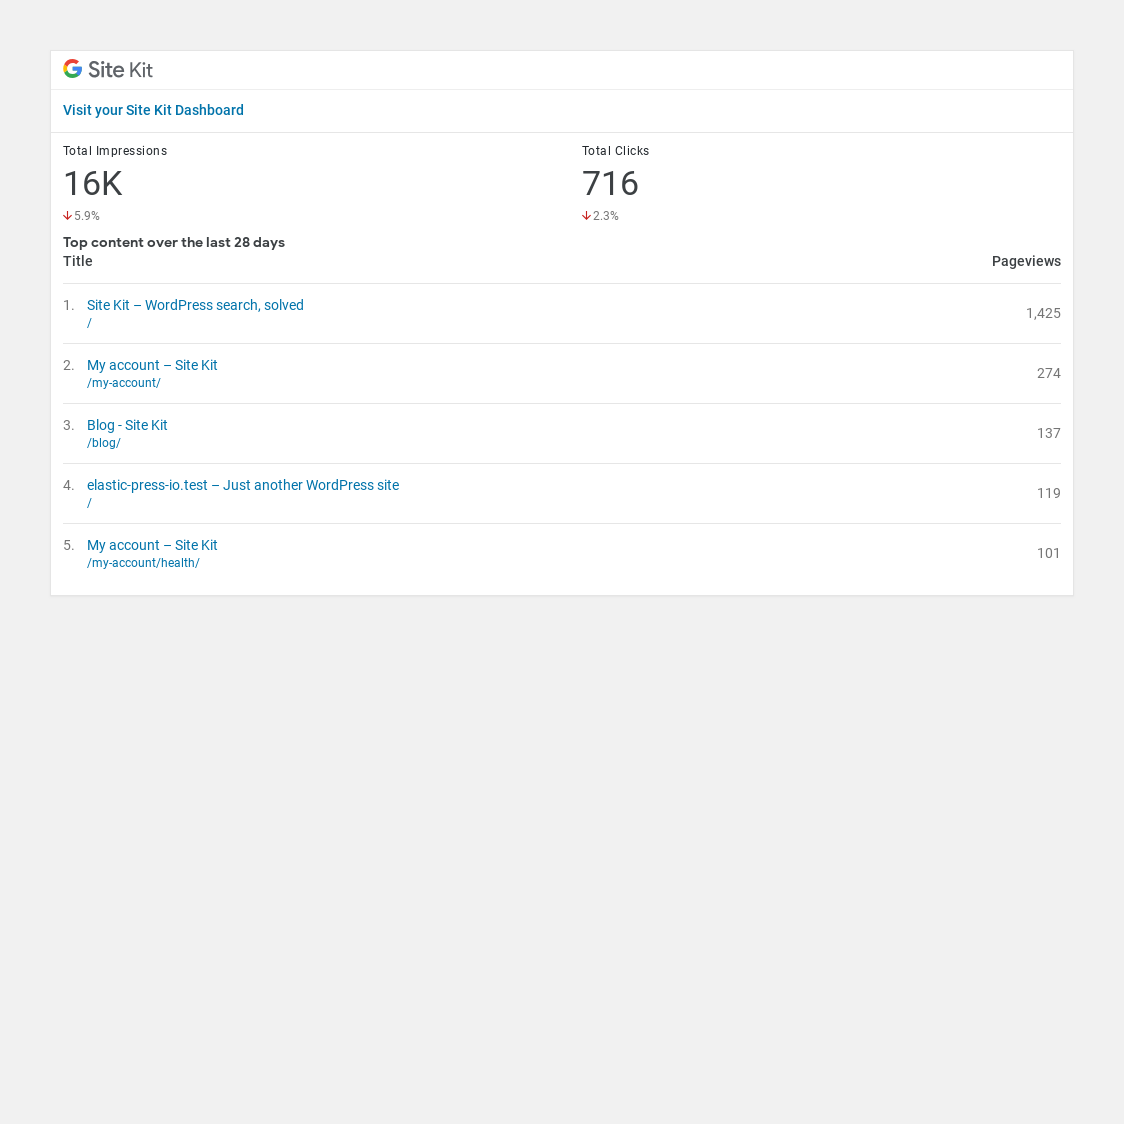 Site Kit
Visit your Site Kit Dashboard
Total Impressions
16K
5.9%
Total Clicks
716
2.3%
Top content over the last 28 days
Title Pageviews
1. Site Kit – WordPress search, solved
/
1,425
2. My account – Site Kit
/my-account/
274
3. Blog - Site Kit
/blog/
137
4. elastic-press-io.test – Just another WordPress site
/
119
5. My account – Site Kit
/my-account/health/
101